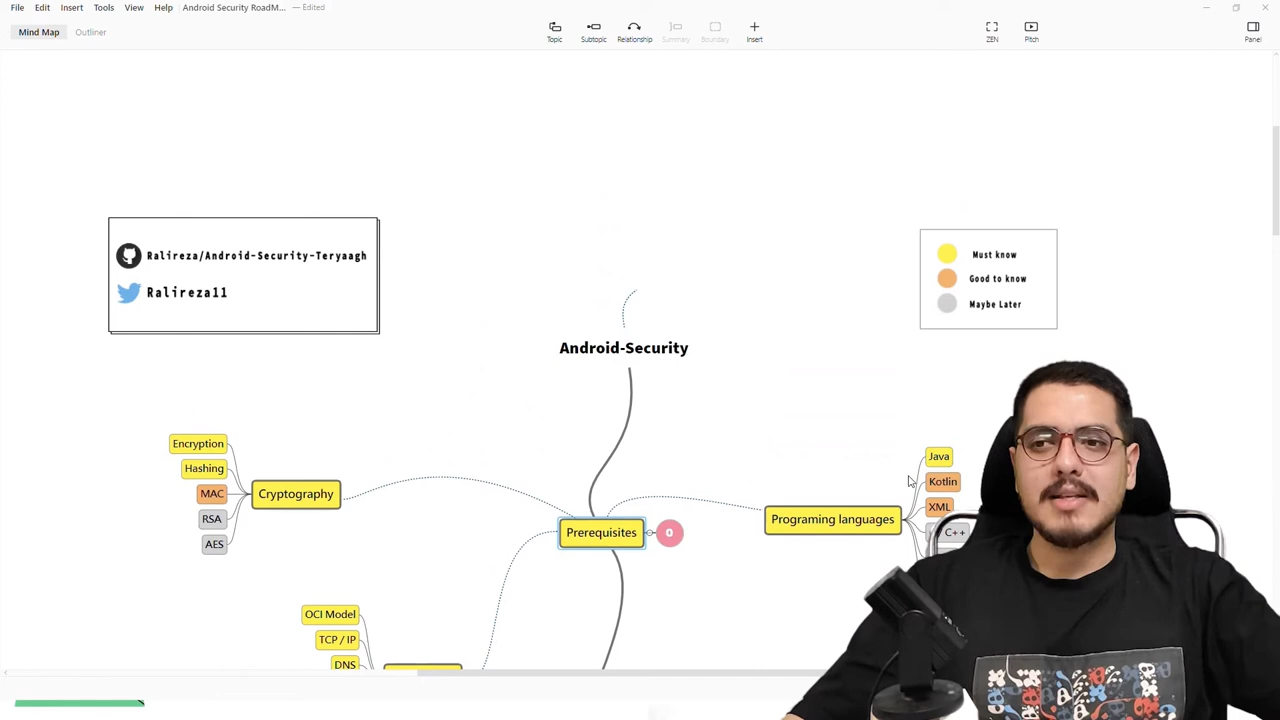 File Edit Insert Tools View Help Android Security RoadM... — Edited
Mind Map Outliner
Topic Subtopic Relationship Summary Boundary Insert ZEN Pitch Panel
Ralireza/Android-Security-Teryaagh
Ralireza11
Must know
Good to know
Maybe Later
Android-Security
Encryption
Hashing
MAC
RSA
AES
Cryptography
Prerequisites
Programing languages
Java
Kotlin
XML
C++
OCI Model
TCP / IP
DNS